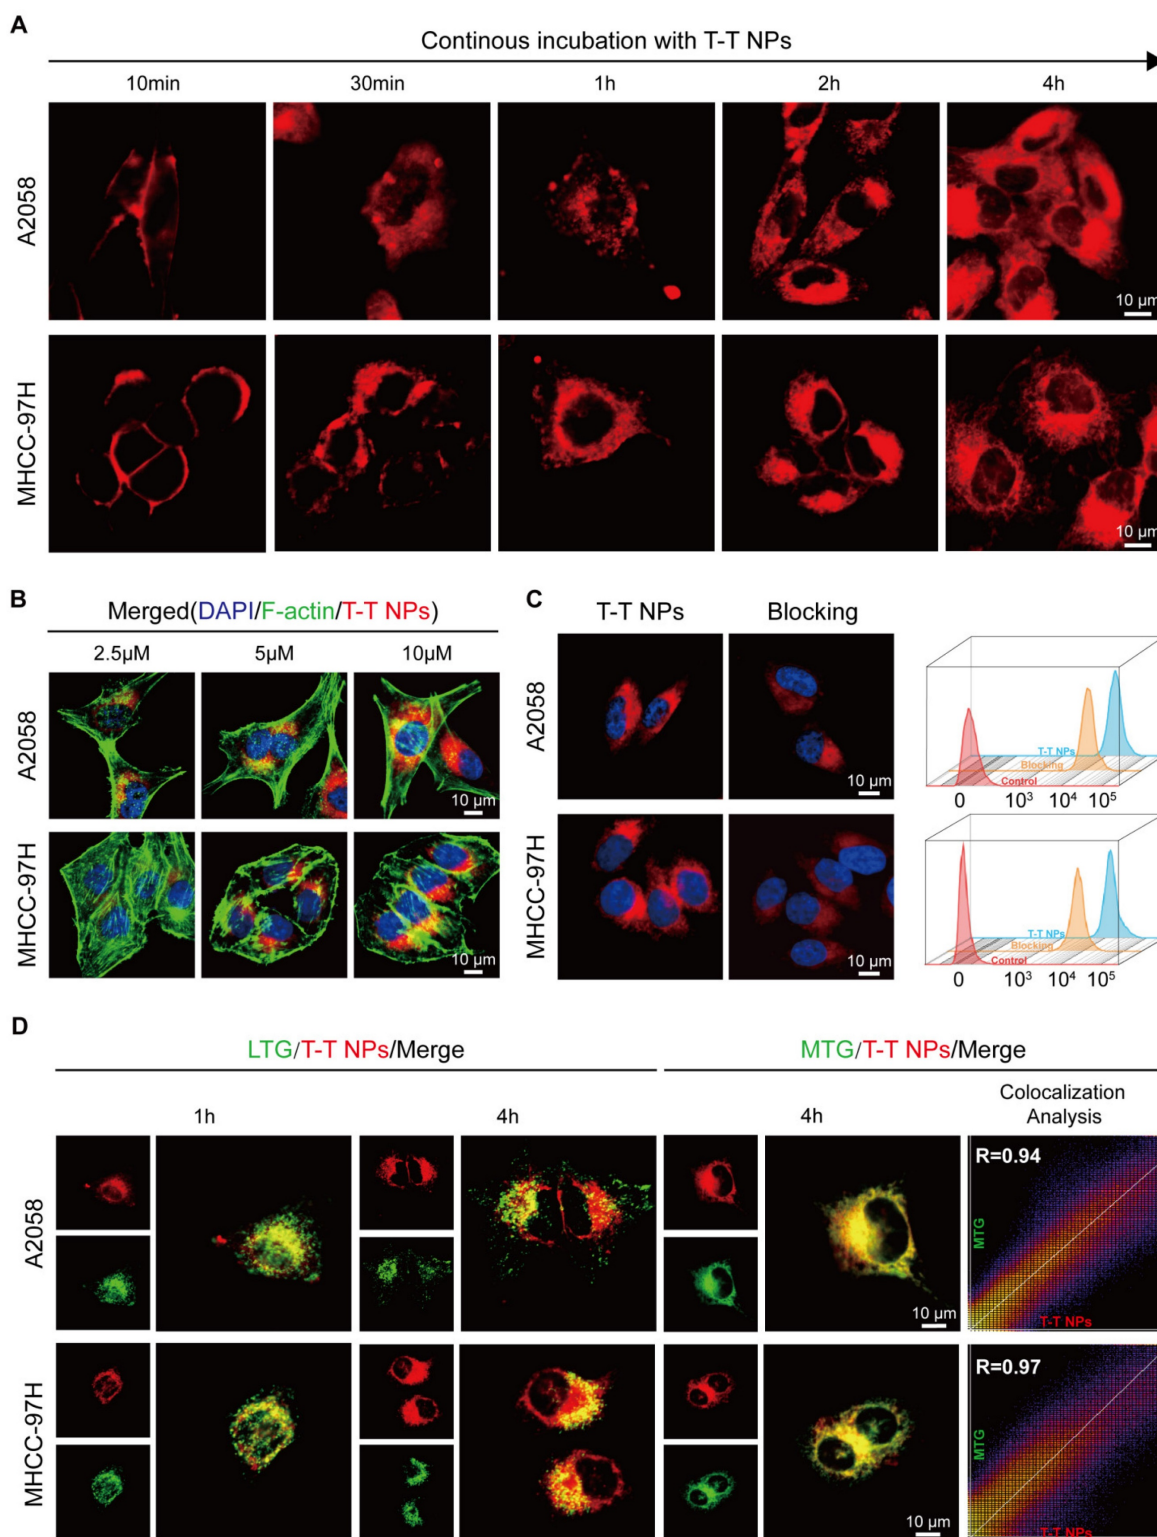 A
Continous incubation with T-T NPs
10min 30min 1h 2h 4h
A2058
10 µm
MHCC-97H
10 µm
B
Merged(DAPI/F-actin/T-T NPs)
2.5µM 5µM 10µM
A2058
10 µm
MHCC-97H
10 µm
C
T-T NPs Blocking
A2058
10 µm
T-T NPs
Blocking
Control
0 10³ 10⁴ 10⁵
MHCC-97H
10 µm
T-T NPs
Blocking
Control
0 10³ 10⁴ 10⁵
D
LTG/T-T NPs/Merge MTG/T-T NPs/Merge
1h 4h 4h Colocalization
Analysis
A2058
10 µm
R=0.94
MTG
T-T NPs
MHCC-97H
10 µm
R=0.97
MTG
T-T NPs